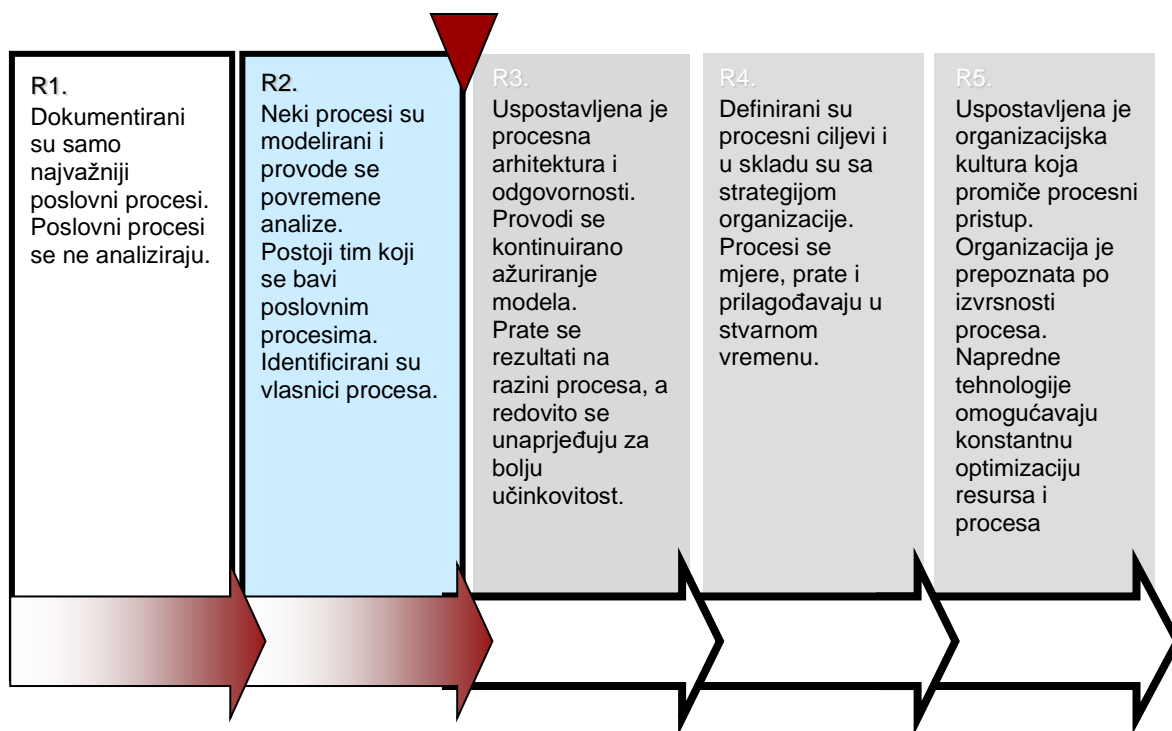 R1.
Dokumentirani
su samo
najvažniji
poslovni procesi.
Poslovni procesi
se ne analiziraju.
R2.
Neki procesi su
modelirani i
provode se
povremene
analize.
Postoji tim koji
se bavi
poslovnim
procesima.
Identificirani su
vlasnici procesa.
R3.
Uspostavljena je
procesna
arhitektura i
odgovornosti.
Provodi se
kontinuirano
ažuriranje
modela.
Prate se
rezultati na
razini procesa, a
redovito se
unaprjeđuju za
bolju
učinkovitost.
R4.
Definirani su
procesni ciljevi i
u skladu su sa
strategijom
organizacije.
Procesi se
mjere, prate i
prilagođavaju u
stvarnom
vremenu.
R5.
Uspostavljena je
organizacijska
kultura koja
promiče procesni
pristup.
Organizacija je
prepoznata po
izvrsnosti
procesa.
Napredne
tehnologije
omogućavaju
konstantnu
optimizaciju
resursa i
procesa